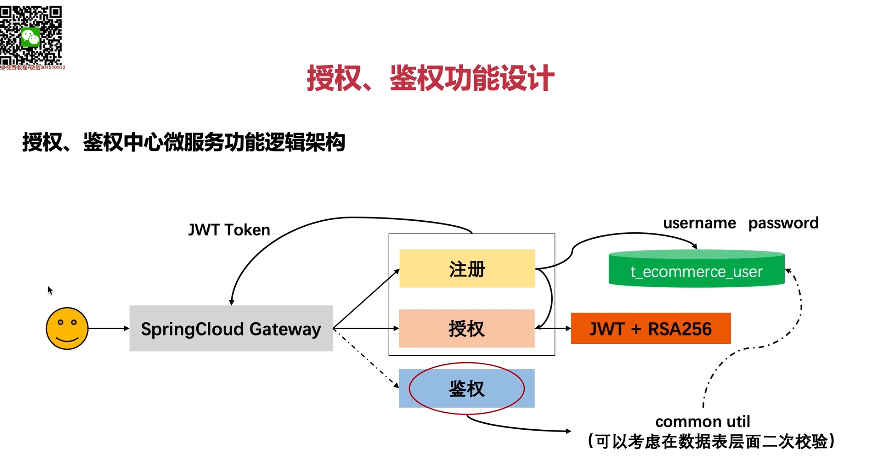 授权、鉴权功能设计
授权、鉴权中心微服务功能逻辑架构
JWT Token
username password
注册
t_ecommerce_user
SpringCloud Gateway
授权
JWT + RSA256
鉴权
common util
(可以考虑在数据表层面二次校验)